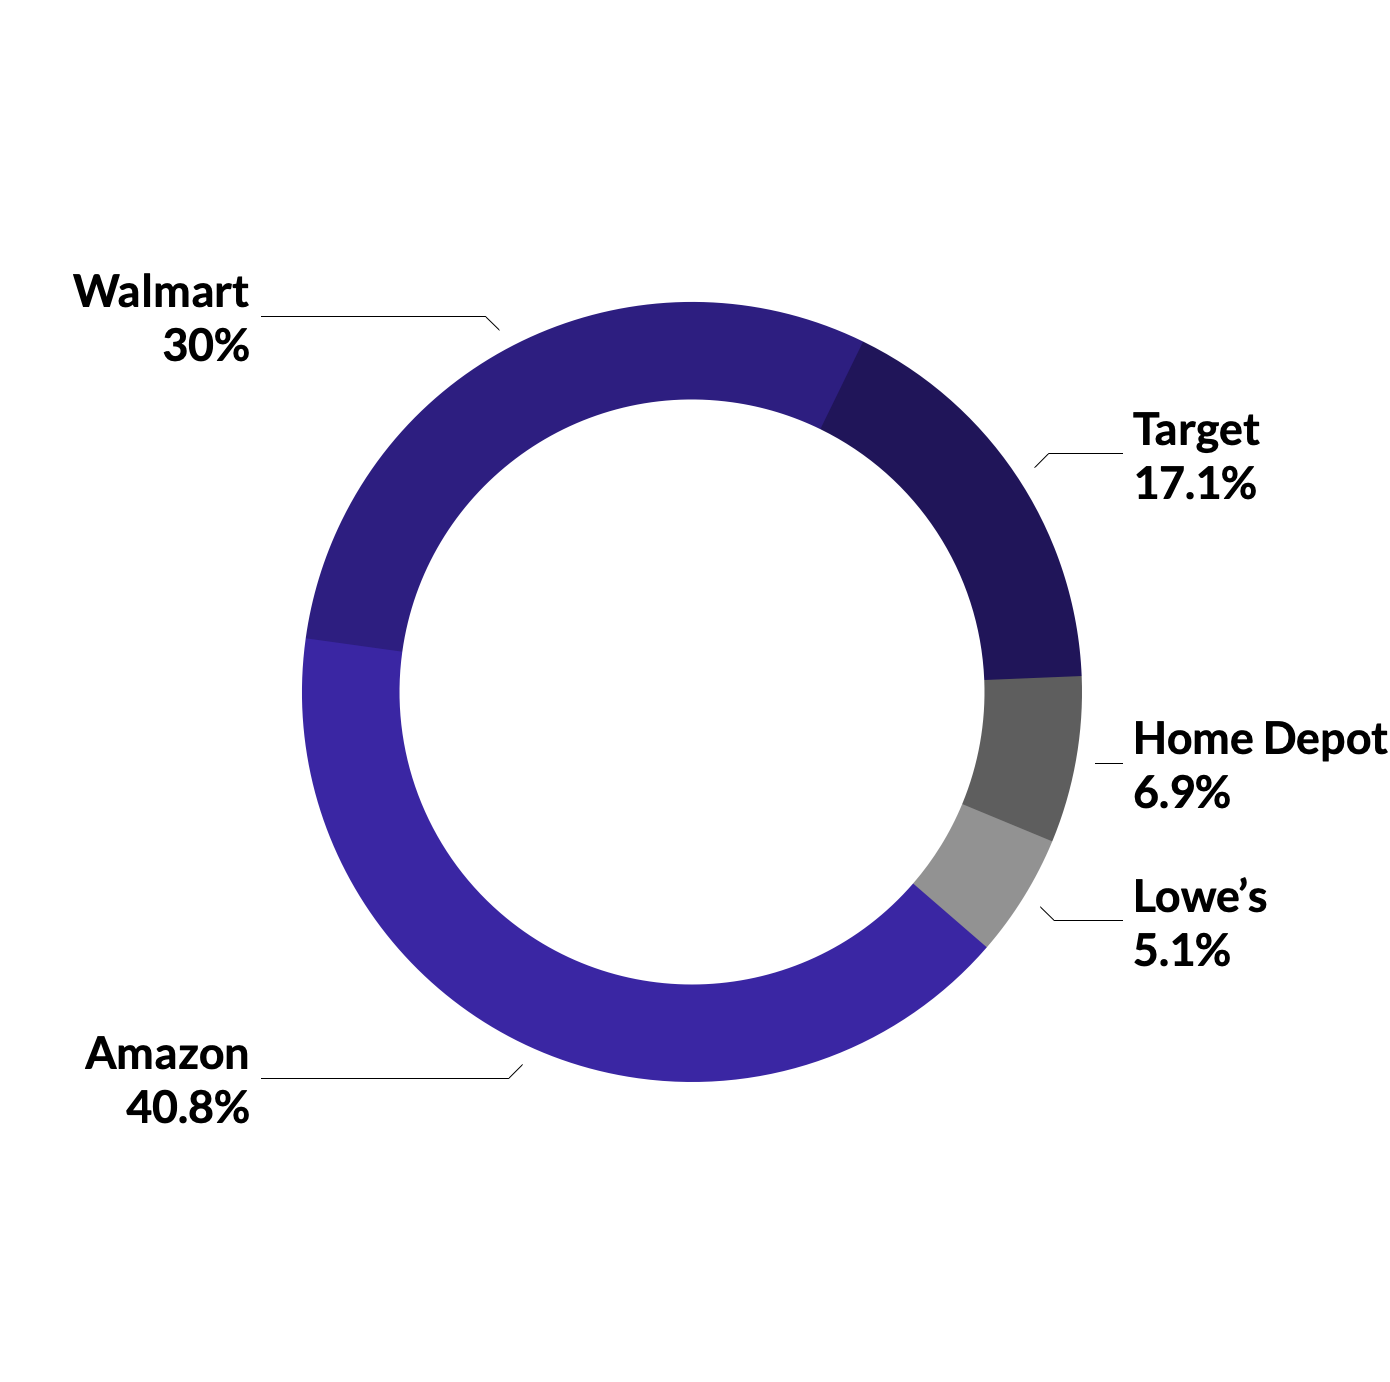 Walmart
30%
Target
17.1%
Home Depot
6.9%
Lowe’s
5.1%
Amazon
40.8%